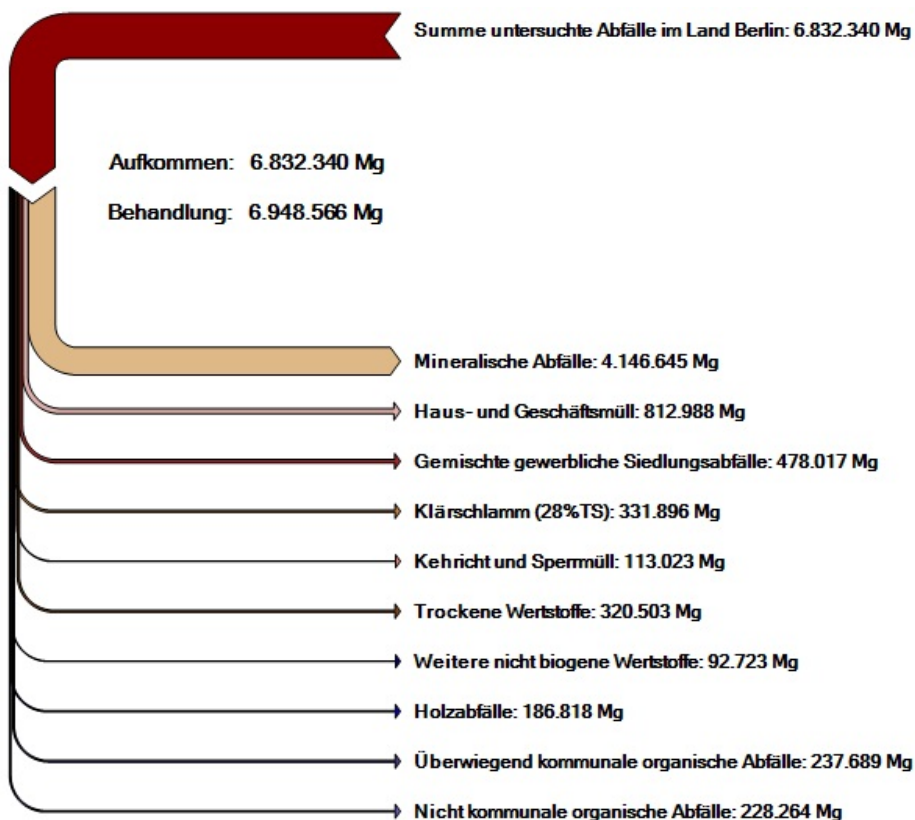 Summe untersuchte Abfälle im Land Berlin: 6.832.340 Mg
Aufkommen: 6.832.340 Mg
Behandlung: 6.948.566 Mg
Mineralische Abfälle: 4.146.645 Mg
Haus- und Geschäftsmüll: 812.988 Mg
Gemischte gewerbliche Siedlungsabfälle: 478.017 Mg
Klärschlamm (28%TS): 331.896 Mg
Kehricht und Sperrmüll: 113.023 Mg
Trockene Wertstoffe: 320.503 Mg
Weitere nicht biogene Wertstoffe: 92.723 Mg
Holzabfälle: 186.818 Mg
Überwiegend kommunale organische Abfälle: 237.689 Mg
Nicht kommunale organische Abfälle: 228.264 Mg